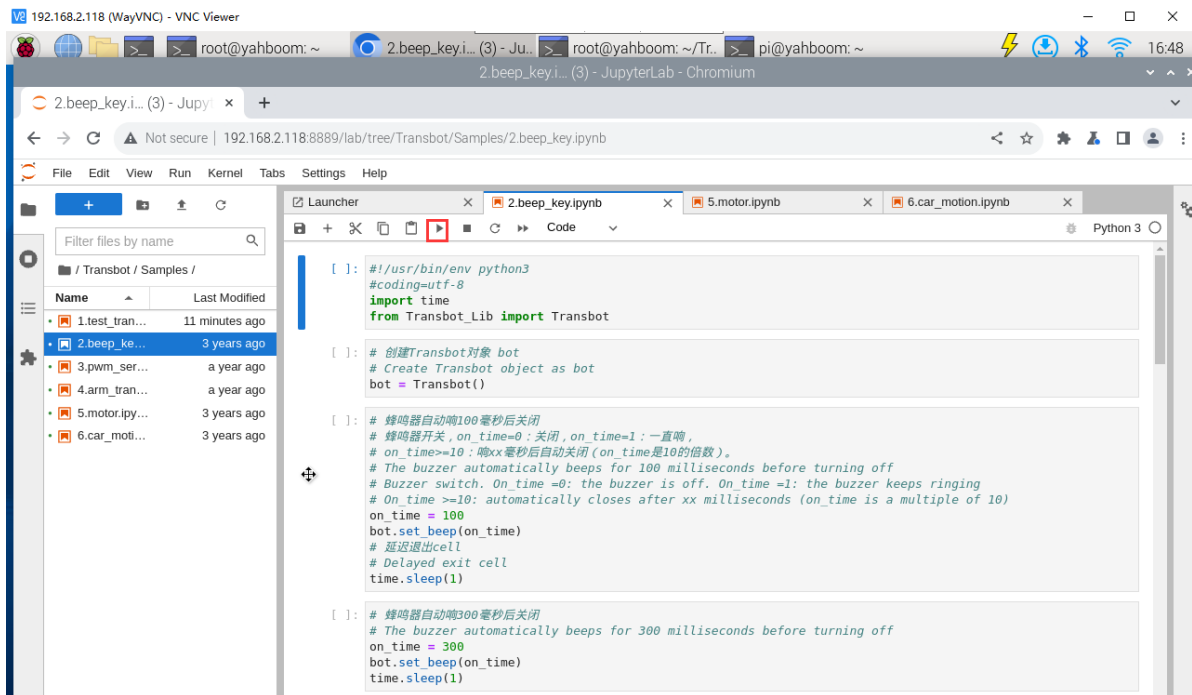 192.168.2.118 (WayVNC) - VNC Viewer
root@yahboom: ~
2.beep_key.i... (3) - Ju..
root@yahboom: ~/Tr..
pi@yahboom: ~
16:48
2.beep_key.i... (3) - JupyterLab - Chromium
2.beep_key.i... (3) - Jupy
Not secure | 192.168.2.118:8889/lab/tree/Transbot/Samples/2.beep_key.ipynb
File Edit View Run Kernel Tabs Settings Help
Filter files by name
/ Transbot / Samples /
Name Last Modified
1.test_tran... 11 minutes ago
2.beep_ke... 3 years ago
3.pwm_ser... a year ago
4.arm_tran... a year ago
5.motor.ipy... 3 years ago
6.car_moti... 3 years ago
Launcher
2.beep_key.ipynb
5.motor.ipynb
6.car_motion.ipynb
Code
Python 3
[ ]: #!/usr/bin/env python3
#coding=utf-8
import time
from Transbot_Lib import Transbot
[ ]: # 创建Transbot对象 bot
# Create Transbot object as bot
bot = Transbot()
[ ]: # 蜂鸣器自动响100毫秒后关闭
# 蜂鸣器开关，on_time=0：关闭，on_time=1：一直响，
# on_time>=10：响xx毫秒后自动关闭（on_time是10的倍数）。
# The buzzer automatically beeps for 100 milliseconds before turning off
# Buzzer switch. On_time =0: the buzzer is off. On_time =1: the buzzer keeps ringing
# On_time >=10: automatically closes after xx milliseconds (on_time is a multiple of 10)
on_time = 100
bot.set_beep(on_time)
# 延迟退出cell
# Delayed exit cell
time.sleep(1)
[ ]: # 蜂鸣器自动响300毫秒后关闭
# The buzzer automatically beeps for 300 milliseconds before turning off
on_time = 300
bot.set_beep(on_time)
time.sleep(1)